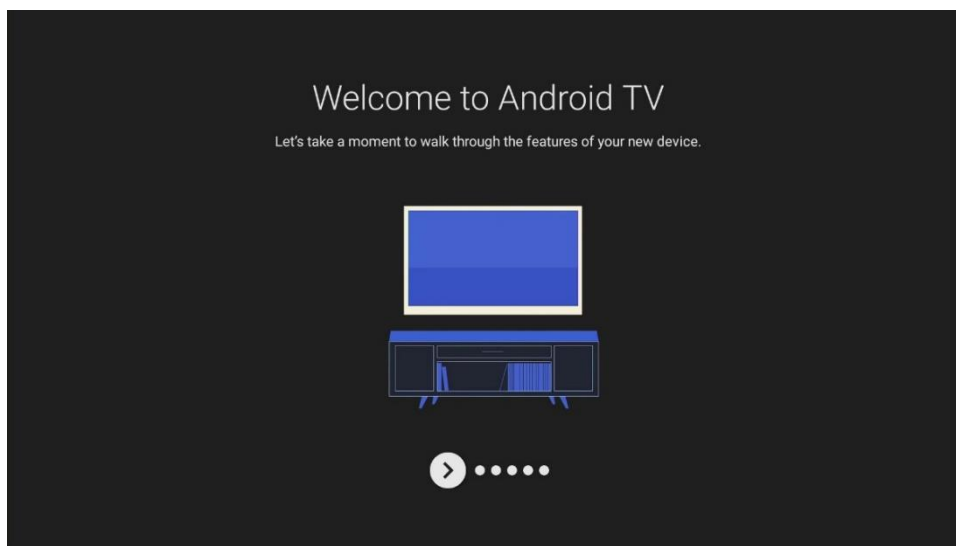 Welcome to Android TV
Let's take a moment to walk through the features of your new device.